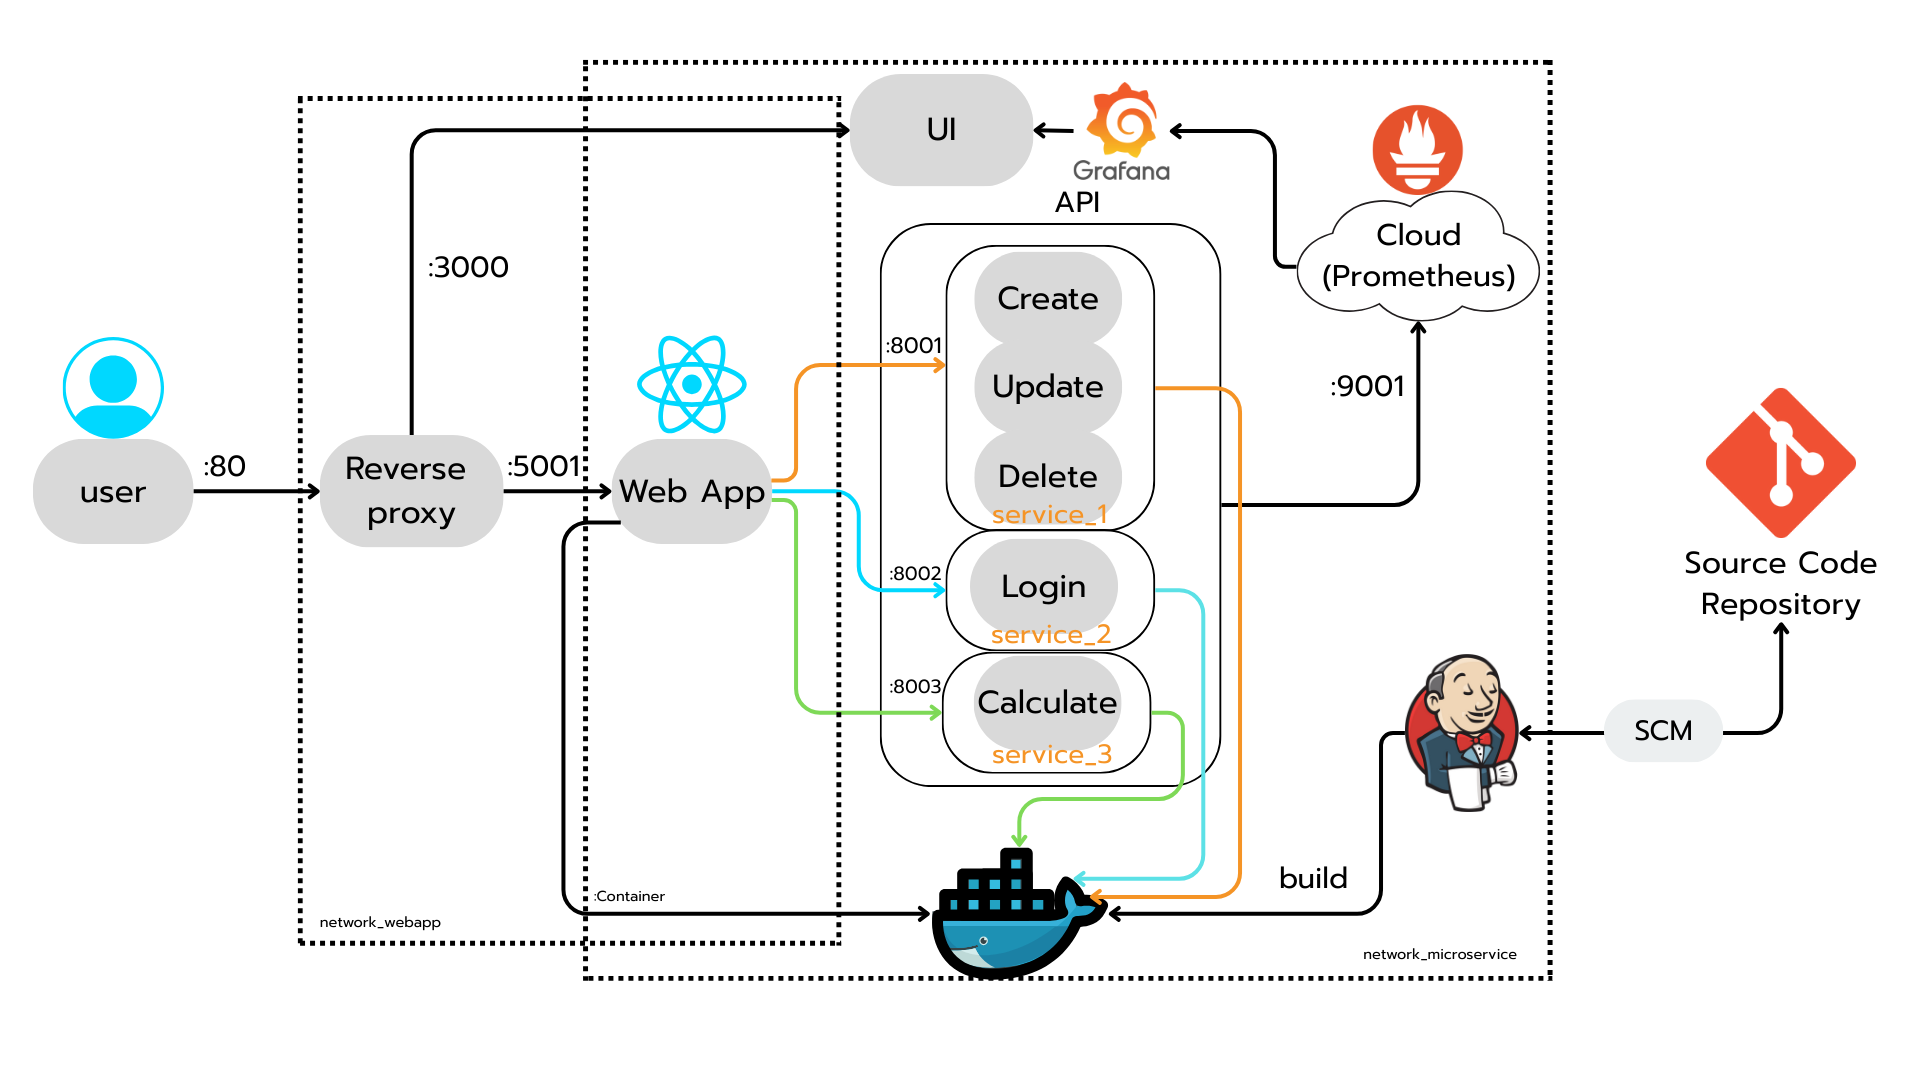 UI
Grafana
API
Cloud
(Prometheus)
:3000
Create
:8001
Update
:9001
Reverse
proxy
:80
:5001
user
Web App
Delete
service_1
Source Code
Repository
:8002
Login
service_2
:8003
Calculate
service_3
SCM
build
:Container
network_webapp
network_microservice